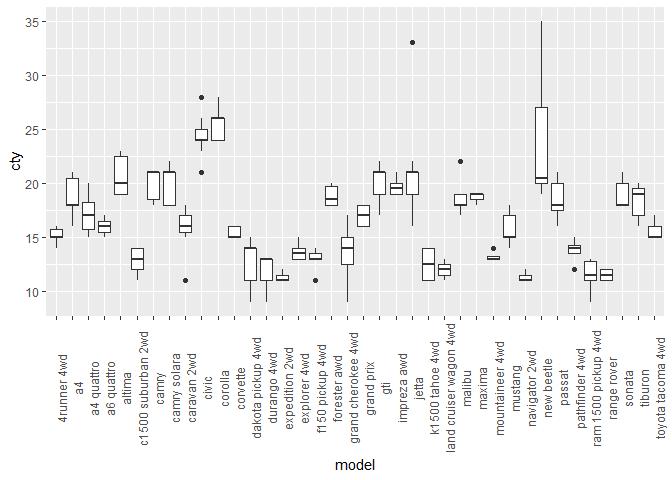 cty
35
30
25
20
15
10
4runner 4wd
a4
a4 quattro
a6 quattro
altima
c1500 suburban 2wd
camry
camry solara
caravan 2wd
civic
corolla
corvette
dakota pickup 4wd
durango 4wd
expedition 2wd
explorer 4wd
f150 pickup 4wd
forester awd
grand cherokee 4wd
grand prix
gti
impreza awd
jetta
k1500 tahoe 4wd
land cruiser wagon 4wd
malibu
maxima
mountaineer 4wd
mustang
navigator 2wd
new beetle
passat
pathfinder 4wd
ram 1500 pickup 4wd
range rover
sonata
tiburon
toyota tacoma 4wd
model